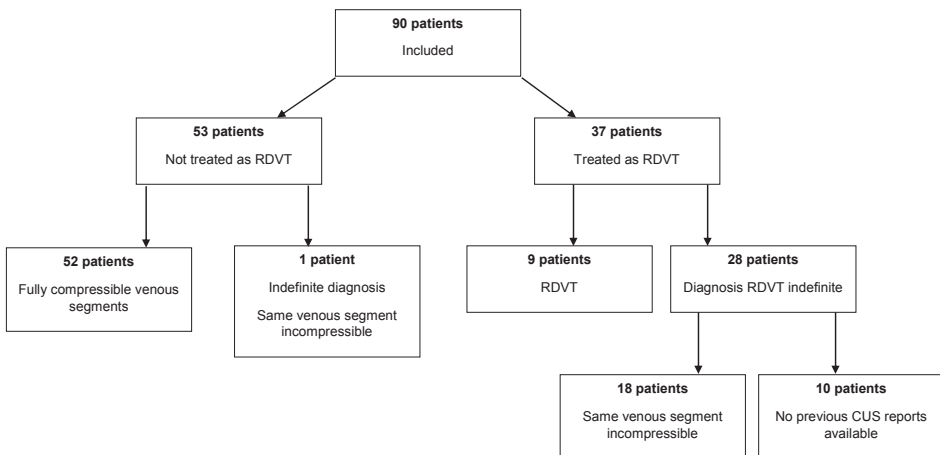 90 patients
Included
53 patients
Not treated as RDVT
37 patients
Treated as RDVT
52 patients
Fully compressible venous
segments
1 patient
Indefinite diagnosis
Same venous segment
incompressible
9 patients
RDVT
28 patients
Diagnosis RDVT indefinite
18 patients
Same venous segment
incompressible
10 patients
No previous CUS reports
available